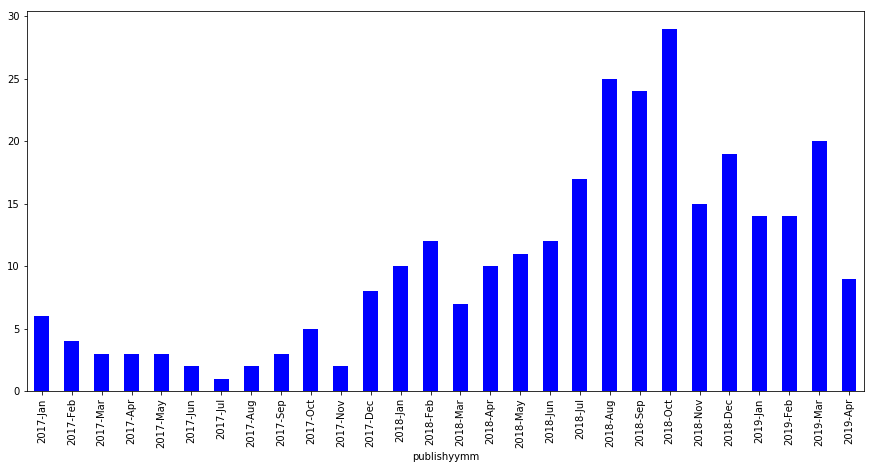 30
25
20
15
10
5
0
2017-Jan
2017-Feb
2017-Mar
2017-Apr
2017-May
2017-Jun
2017-Jul
2017-Aug
2017-Sep
2017-Oct
2017-Nov
2017-Dec
2018-Jan
2018-Feb
2018-Mar
2018-Apr
2018-May
2018-Jun
2018-Jul
2018-Aug
2018-Sep
2018-Oct
2018-Nov
2018-Dec
2019-Jan
2019-Feb
2019-Mar
2019-Apr
publishyymm